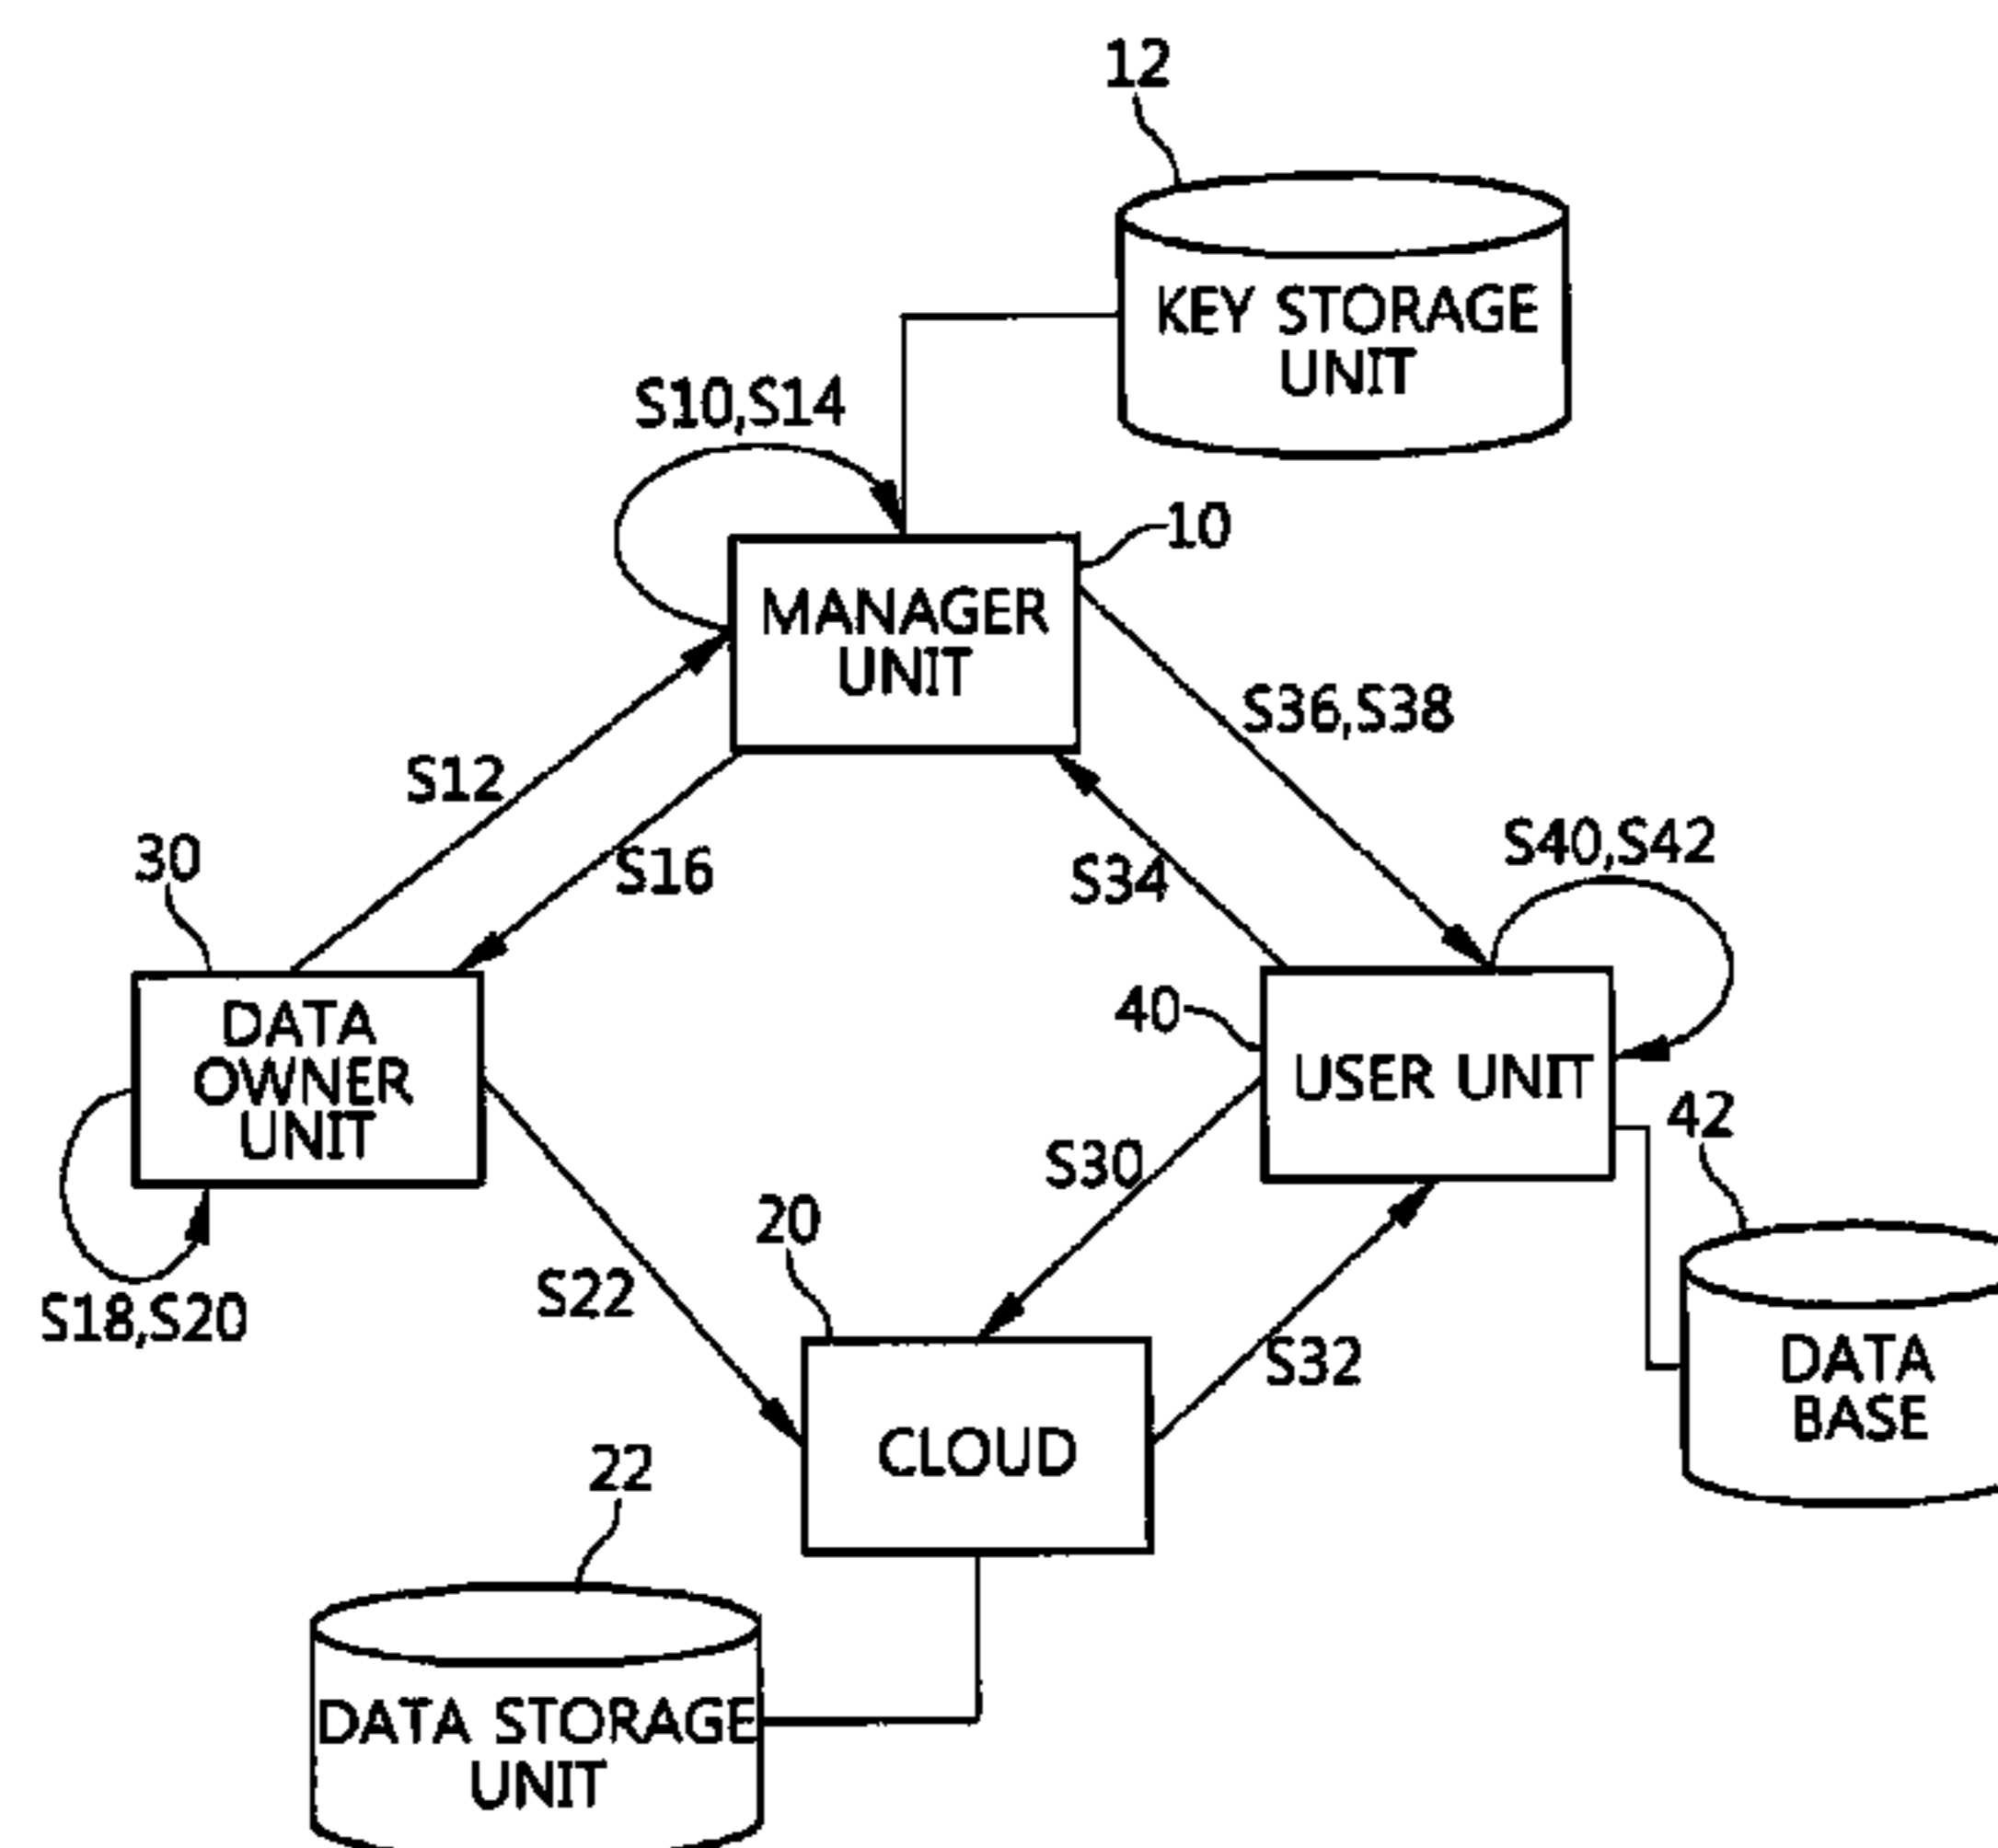 12
KEY STORAGE
UNIT
S10,S14
10
MANAGER
UNIT
S36,S38
S12
S16
S34
S40,S42
30
DATA
OWNER
UNIT
40
USER UNIT
42
S30
20
S22
S18,S20
S32
DATA
BASE
CLOUD
22
DATA STORAGE
UNIT